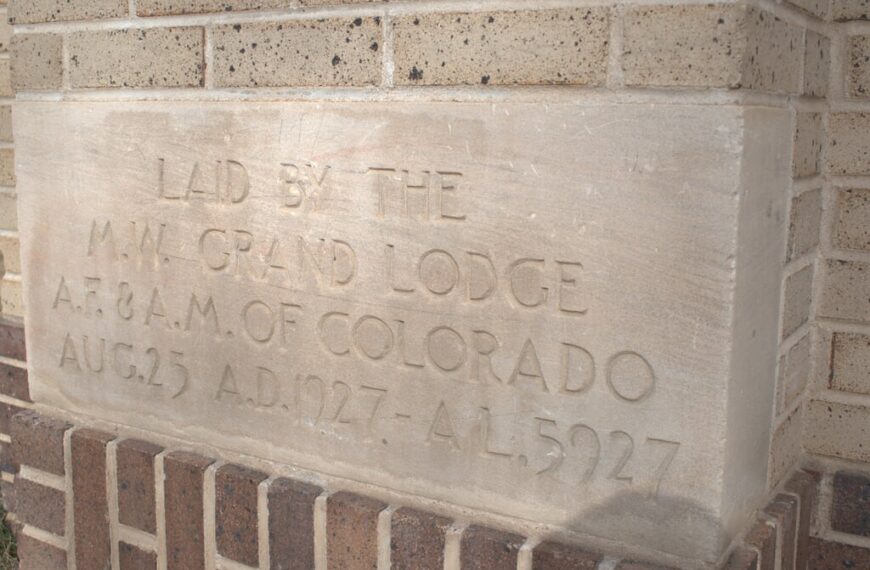 LAID BY THE
M.W. GRAND LODGE
A.F. & A.M. OF COLORADO
AUG. 25 A.D. 1927. - A.L. 5927